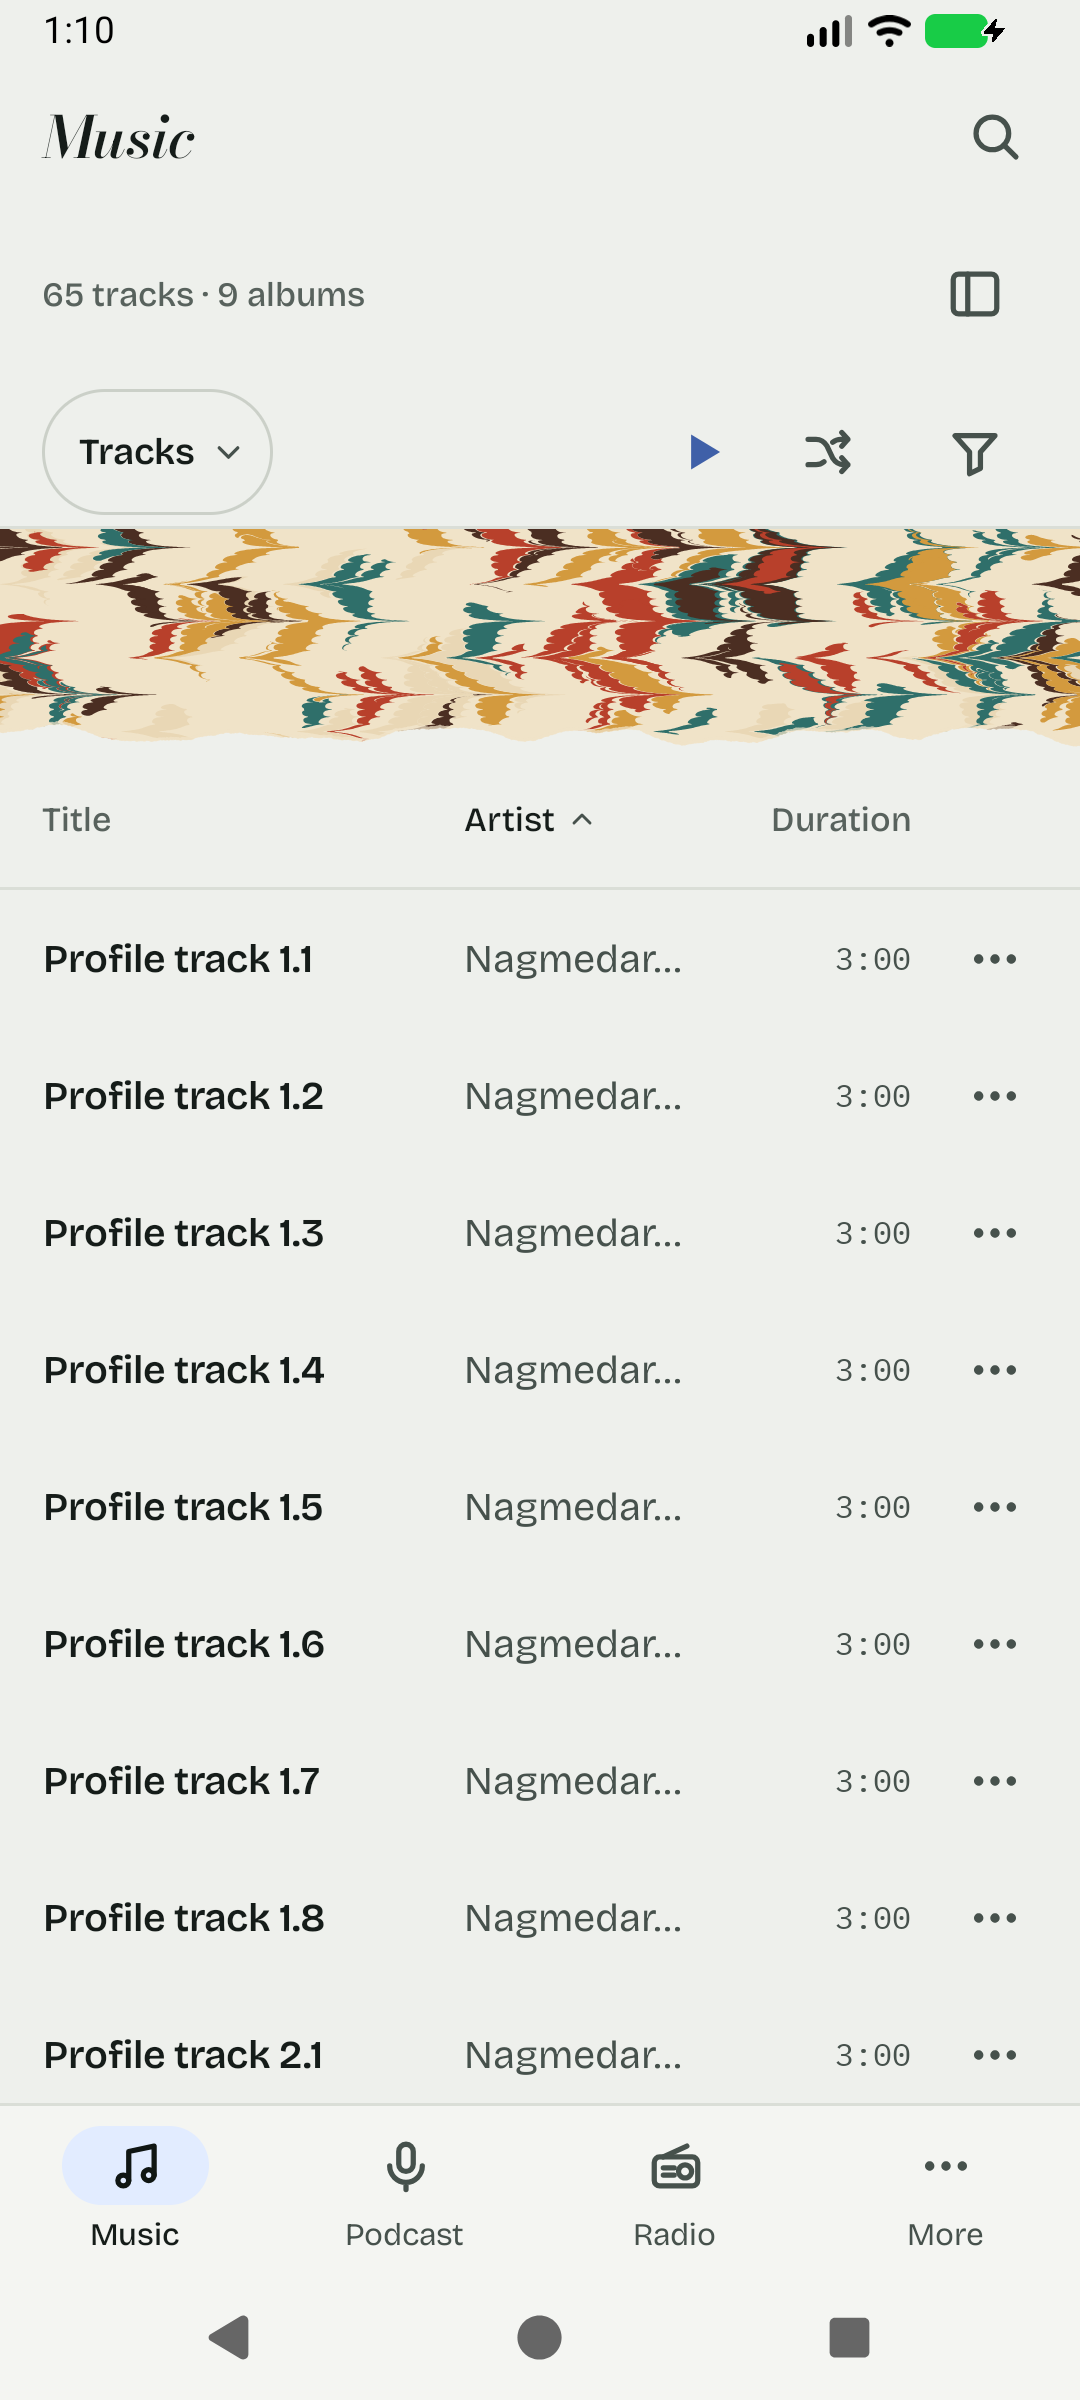 1:10
Music
65 tracks · 9 albums
Tracks
Title Artist Duration
Profile track 1.1 Nagmedar... 3:00
Profile track 1.2 Nagmedar... 3:00
Profile track 1.3 Nagmedar... 3:00
Profile track 1.4 Nagmedar... 3:00
Profile track 1.5 Nagmedar... 3:00
Profile track 1.6 Nagmedar... 3:00
Profile track 1.7 Nagmedar... 3:00
Profile track 1.8 Nagmedar... 3:00
Profile track 2.1 Nagmedar... 3:00
Music Podcast Radio More